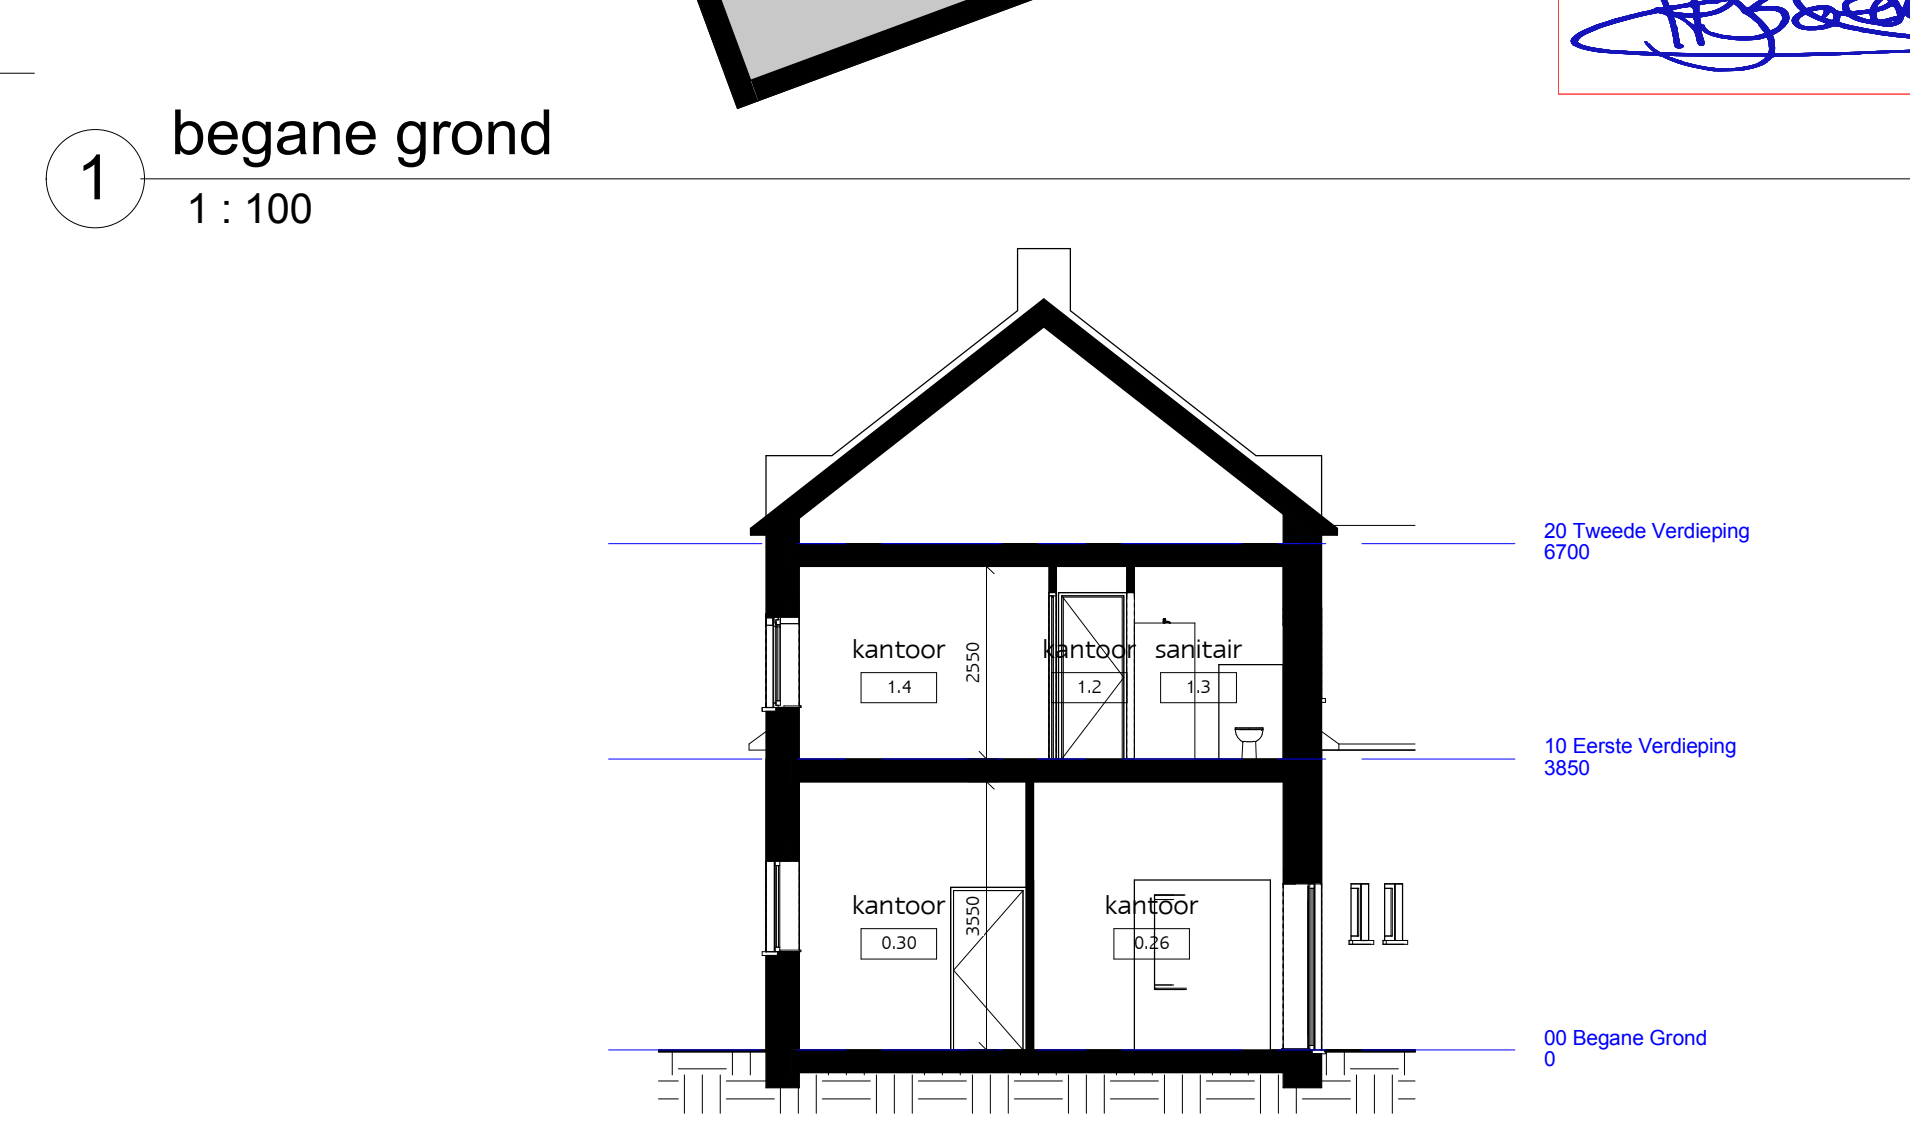 begane grond
1
1 : 100
20 Tweede Verdieping
6700
kantoor
1.4
2550
kantoor
1.2
sanitair
1.3
10 Eerste Verdieping
3850
kantoor
0.30
3550
kantoor
0.26
00 Begane Grond
0